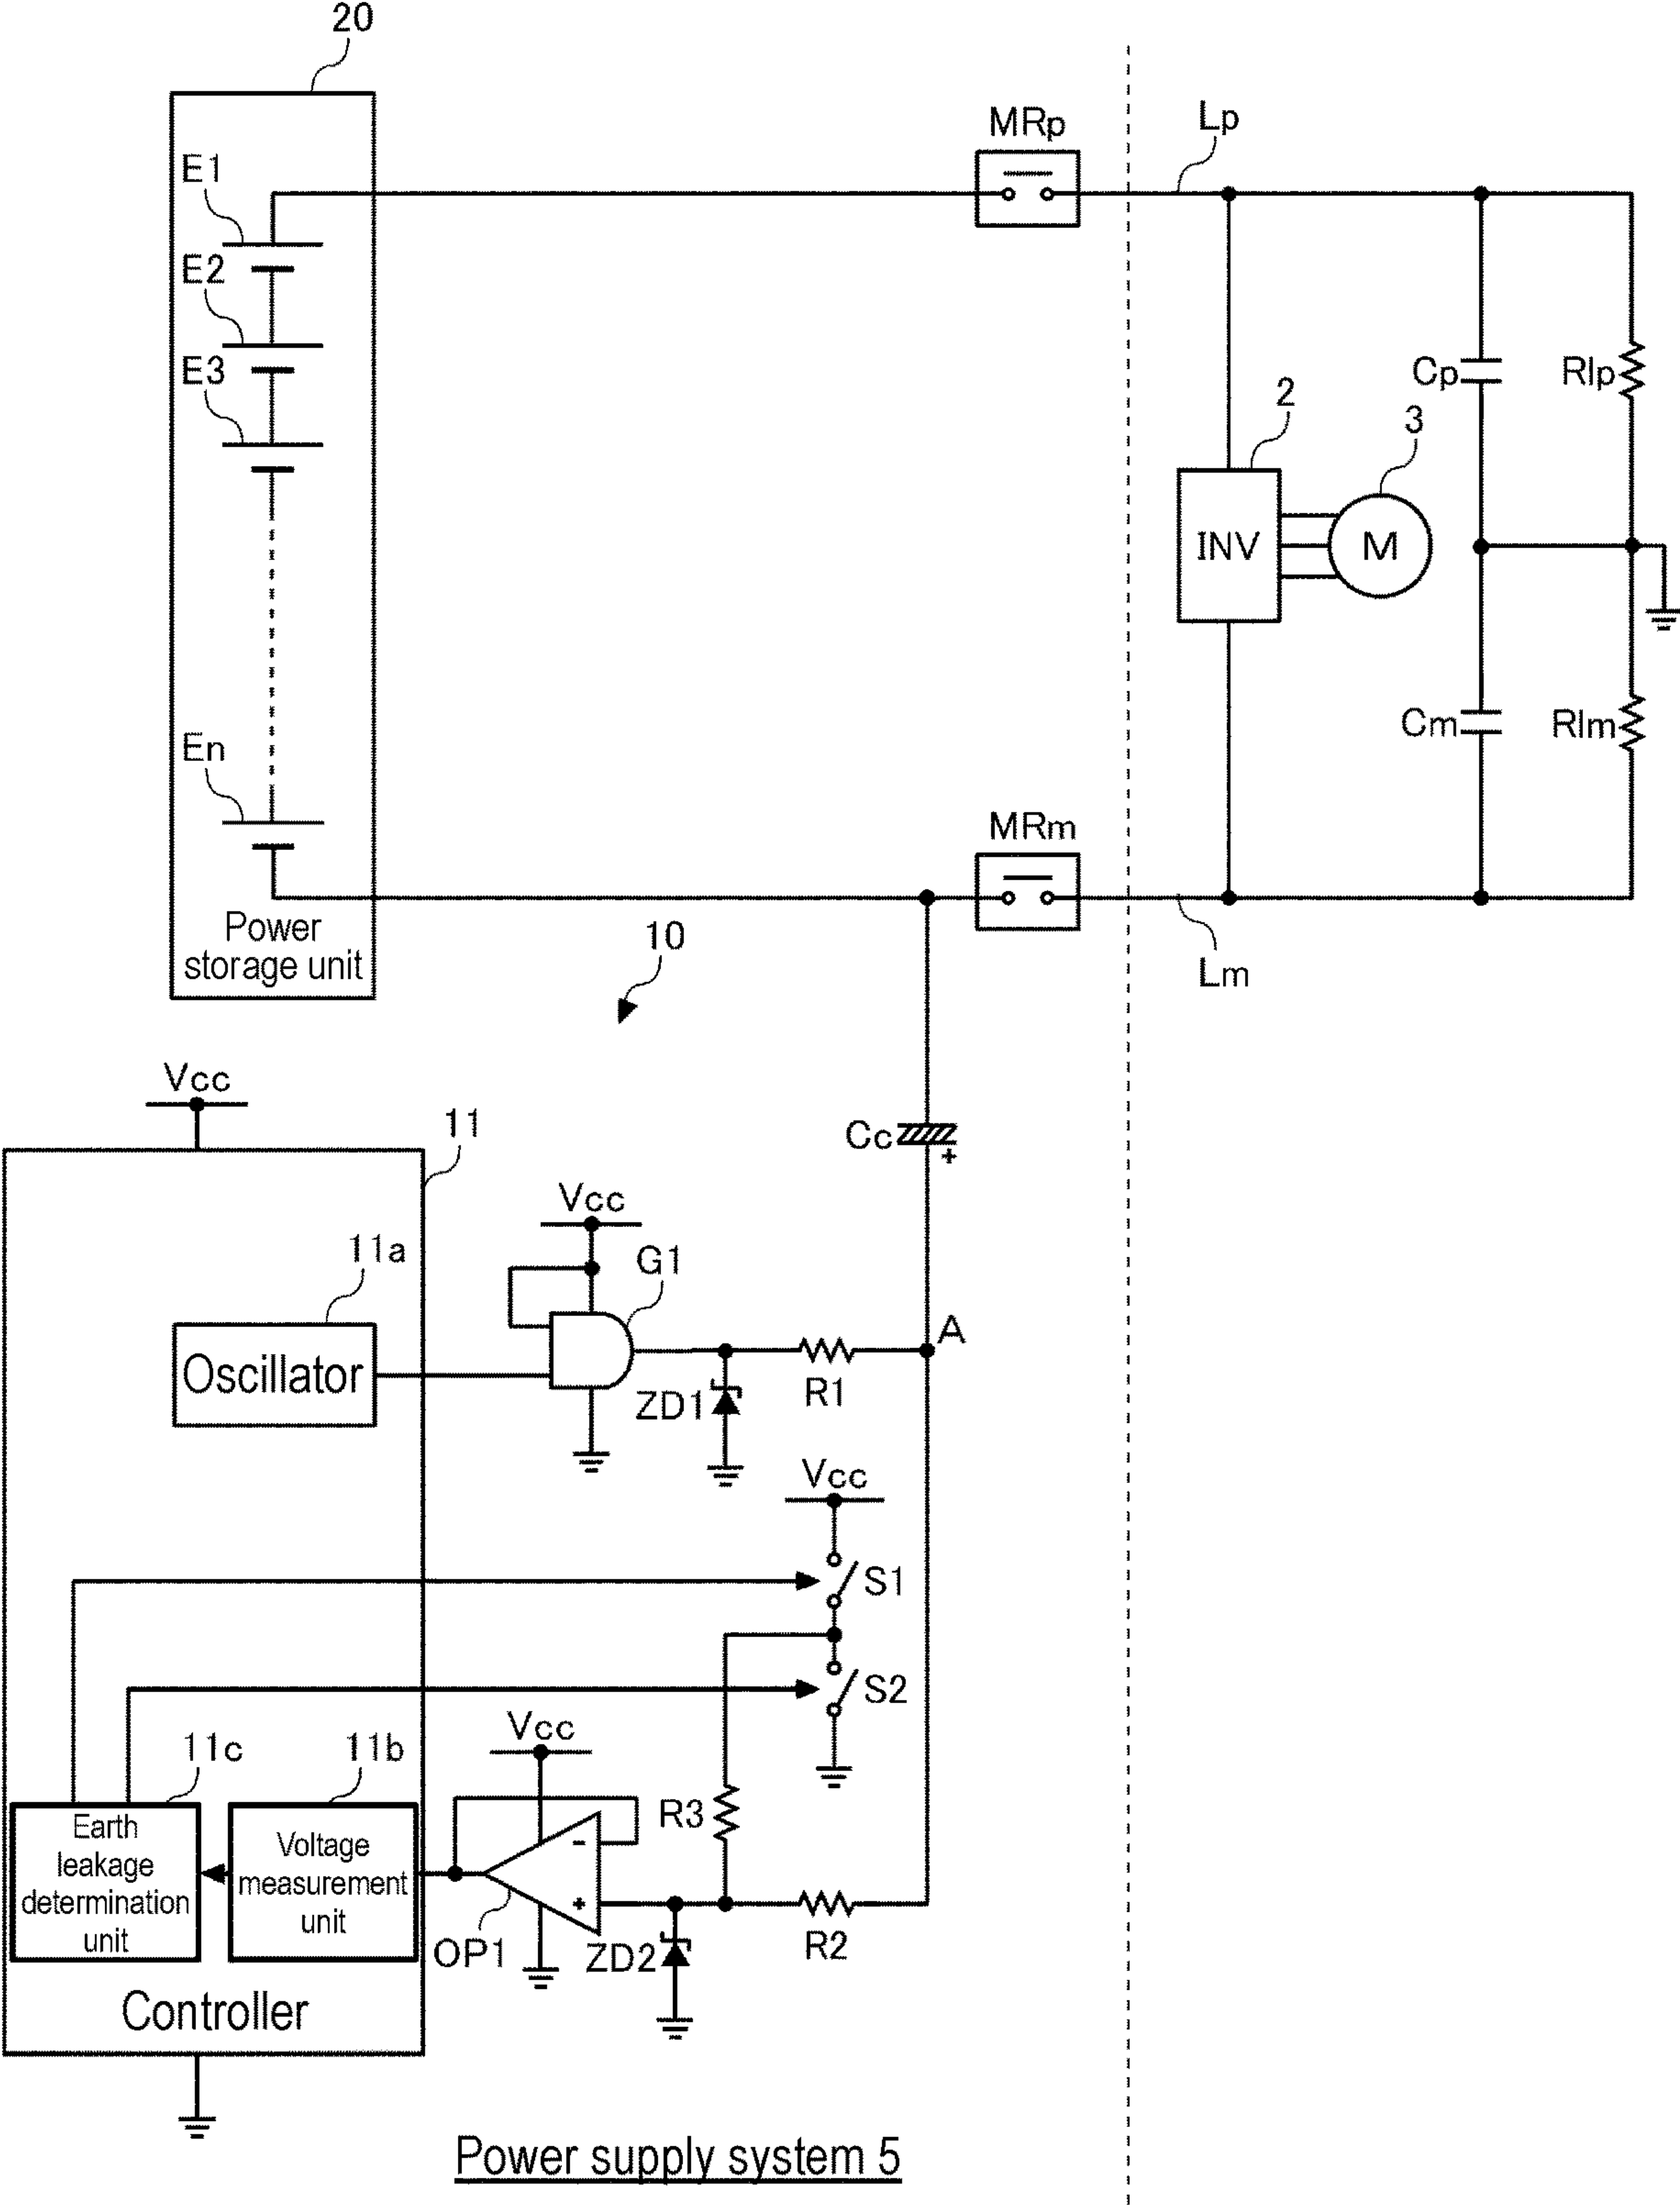 20
MRp
Lp
E1
E2
E3
Cp
Rlp
2
3
INV
M
Cm
Rlm
En
MRm
Power
storage unit
10
Lm
Vcc
11
Cc
+
Vcc
11a
G1
A
Oscillator
ZD1
R1
Vcc
S1
S2
Vcc
11c
11b
R3
Earth
leakage
determination
unit
Voltage
measurement
unit
-
+
OP1
ZD2
R2
Controller
Power supply system 5